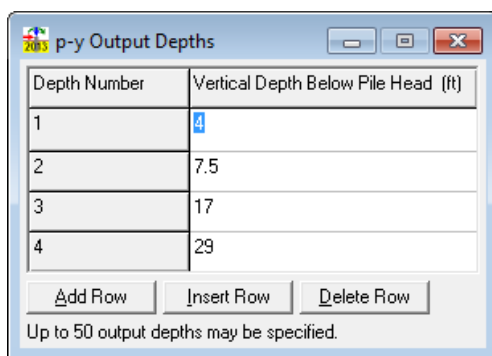 2013 p-y Output Depths
Depth Number Vertical Depth Below Pile Head (ft)
1 4
2 7.5
3 17
4 29
Add Row Insert Row Delete Row
Up to 50 output depths may be specified.